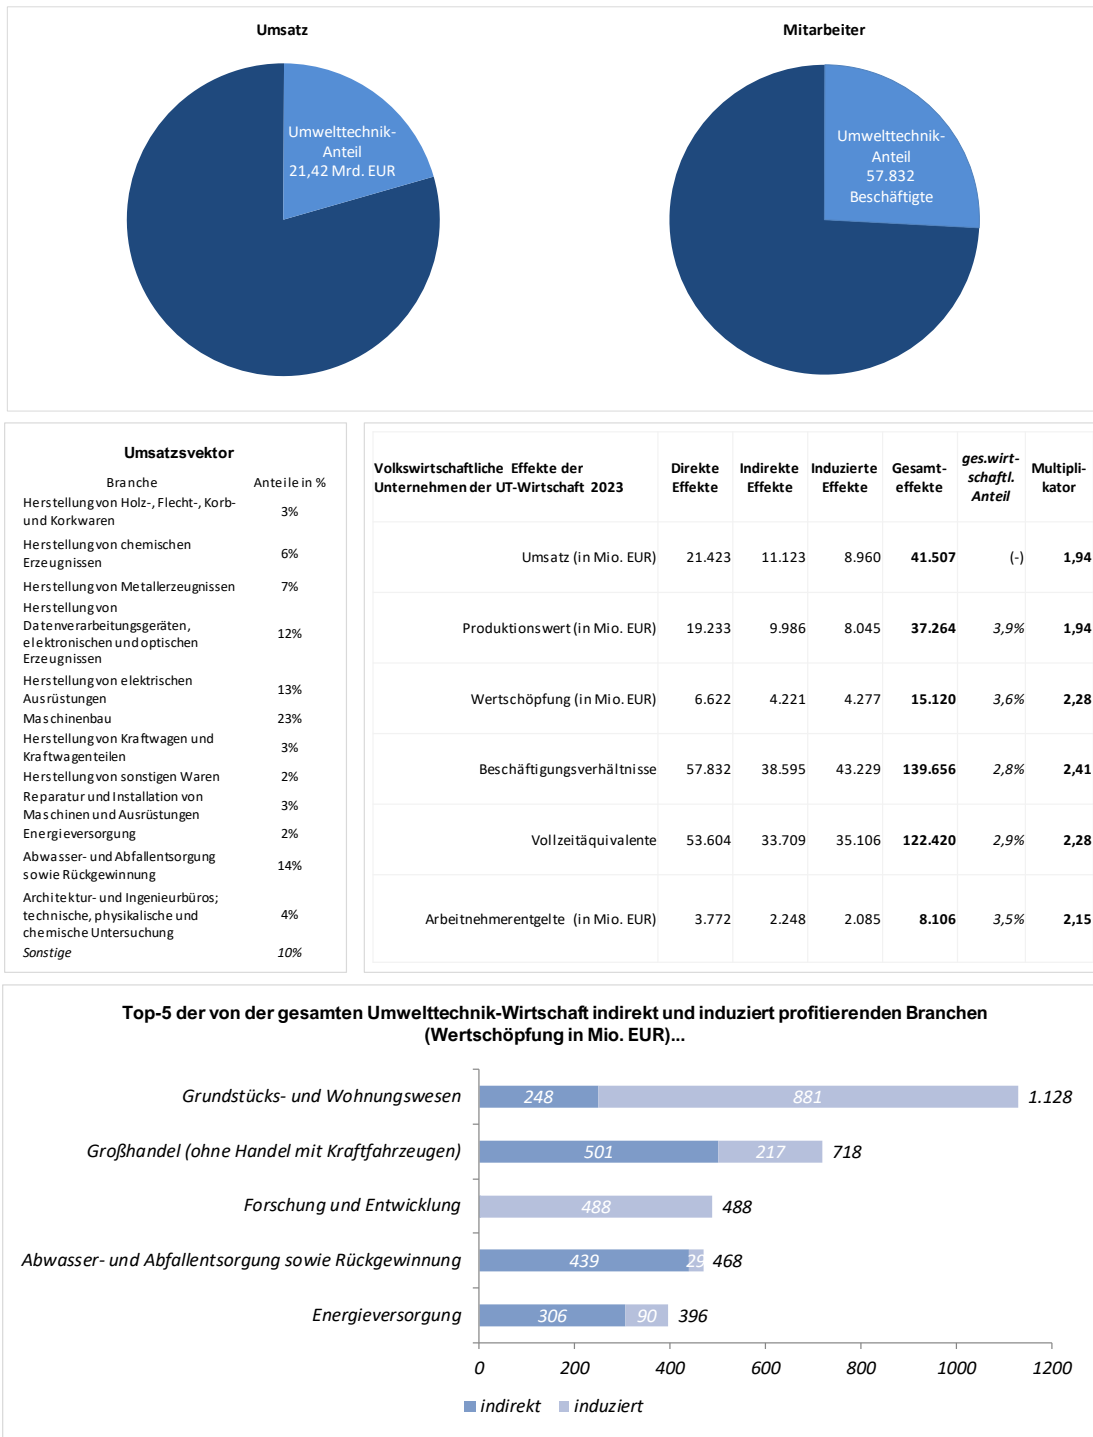 Umsatz
Umwelttechnik-
Anteil
21,42 Mrd. EUR
Mitarbeiter
Umwelttechnik-
Anteil
57.832
Beschäftigte
Umsatzsvektor
Branche Anteile in %
Herstellung von Holz-, Flecht-, Korb-
und Korkwaren 3%
Herstellung von chemischen
Erzeugnissen 6%
Herstellung von Metallerzeugnissen 7%
Herstellung von
Datenverarbeitungsgeräten,
elektronischen und optischen
Erzeugnissen 12%
Herstellung von elektrischen
Ausrüstungen 13%
Maschinenbau 23%
Herstellung von Kraftwagen und
Kraftwagenteilen 3%
Herstellung von sonstigen Waren 2%
Reparatur und Installation von
Maschinen und Ausrüstungen 3%
Energieversorgung 2%
Abwasser- und Abfallentsorgung
sowie Rückgewinnung 14%
Architektur- und Ingenieurbüros;
technische, physikalische und
chemische Untersuchung 4%
Sonstige 10%
Volkswirtschaftliche Effekte der
Unternehmen der UT-Wirtschaft 2023
Direkte
Effekte
Indirekte
Effekte
Induzierte
Effekte
Gesamt-
effekte
ges.wirt-
schaftl.
Anteil
Multipli-
kator
Umsatz (in Mio. EUR) 21.423 11.123 8.960 41.507 (-) 1,94
Produktionswert (in Mio. EUR) 19.233 9.986 8.045 37.264 3,9% 1,94
Wertschöpfung (in Mio. EUR) 6.622 4.221 4.277 15.120 3,6% 2,28
Beschäftigungsverhältnisse 57.832 38.595 43.229 139.656 2,8% 2,41
Vollzeitäquivalente 53.604 33.709 35.106 122.420 2,9% 2,28
Arbeitnehmerentgelte (in Mio. EUR) 3.772 2.248 2.085 8.106 3,5% 2,15
Top-5 der von der gesamten Umwelttechnik-Wirtschaft indirekt und induziert profitierenden Branchen
(Wertschöpfung in Mio. EUR)...
Grundstücks- und Wohnungswesen 248 881 1.128
Großhandel (ohne Handel mit Kraftfahrzeugen) 501 217 718
Forschung und Entwicklung 488 488
Abwasser- und Abfallentsorgung sowie Rückgewinnung 439 29 468
Energieversorgung 306 90 396
0 200 400 600 800 1000 1200
indirekt induziert